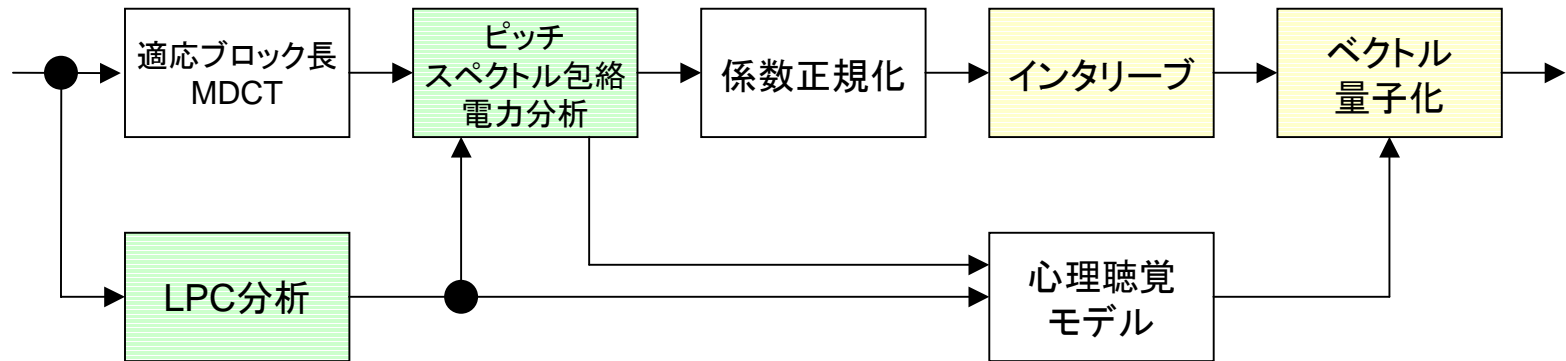 適応ブロック長
MDCT
ピッチ
スペクトル包絡
電力分析
係数正規化
インタリーブ
ベクトル
量子化
LPC分析
心理聴覚
モデル